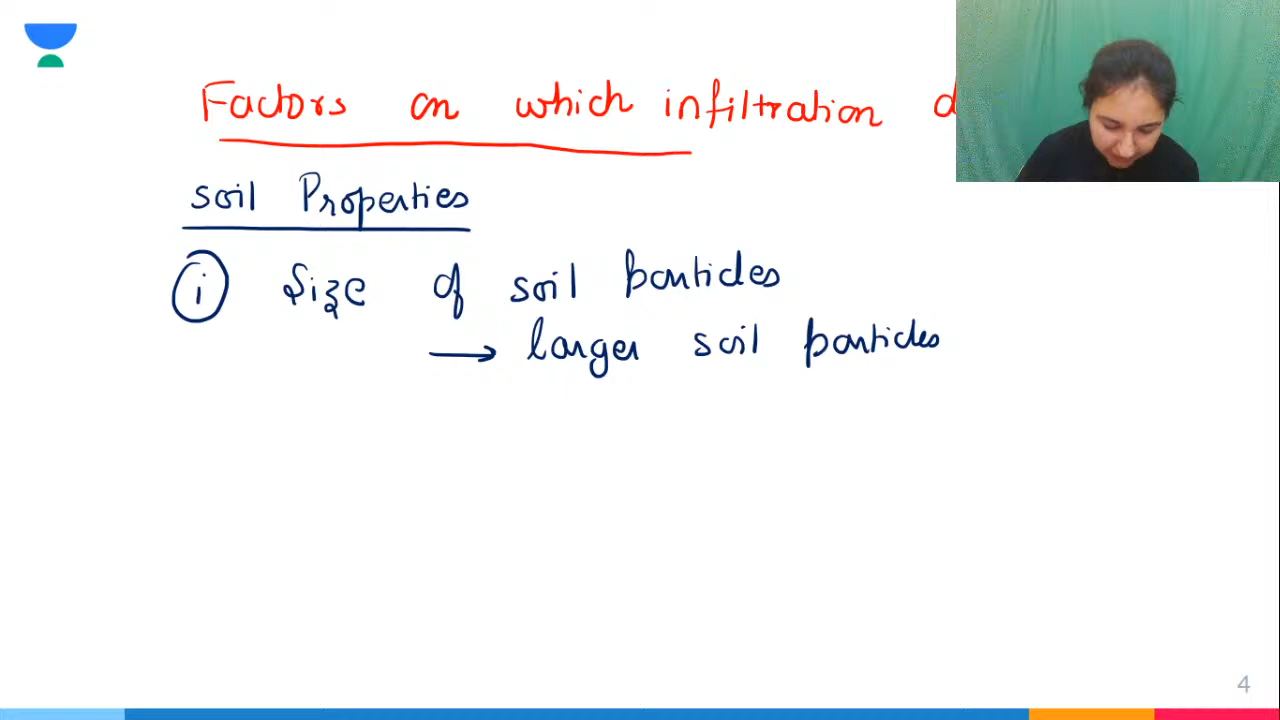 Factors on which infiltration d
soil Properties
i Size of soil particles
→ larger soil particles
4